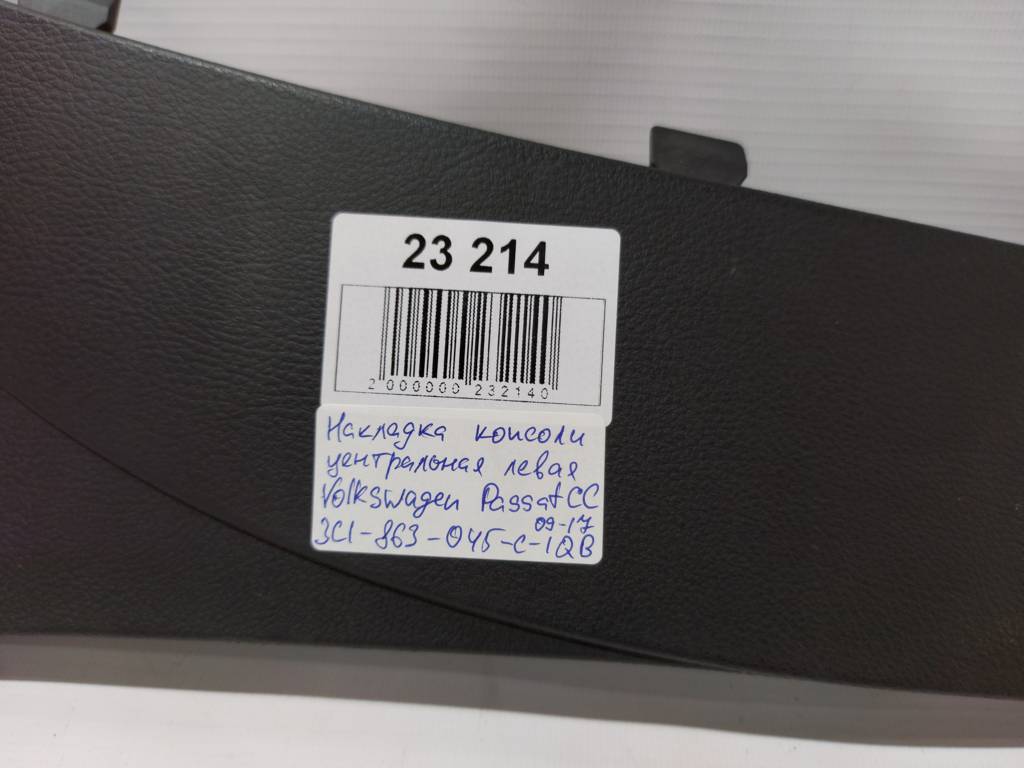 23 214
2 000000 232140
Накладка консоли
центральная левая
Volkswagen Passat CC
09-17
3C1-863-045-C-1QB